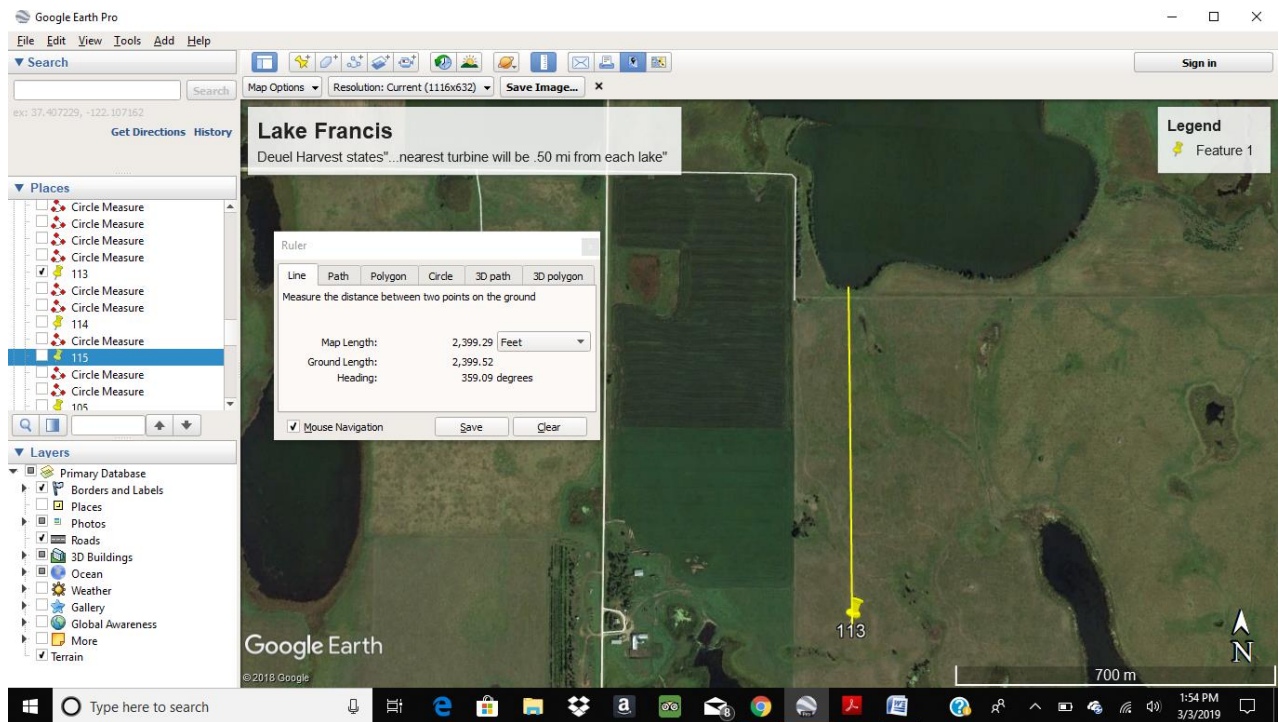 Google Earth Pro
File Edit View Tools Add Help
▼ Search
Search
ex: 37.407229, -122.107162
Get Directions History
▼ Places
Circle Measure
Circle Measure
Circle Measure
Circle Measure
113
Circle Measure
Circle Measure
114
Circle Measure
115
Circle Measure
Circle Measure
105
▼ Layers
Primary Database
Borders and Labels
Places
Photos
Roads
3D Buildings
Ocean
Weather
Gallery
Global Awareness
More
Terrain
Sign in
Map Options Resolution: Current (1116x632) Save Image...
Lake Francis
Deuel Harvest states"...nearest turbine will be .50 mi from each lake"
Legend
Feature 1
Ruler
Line Path Polygon Circle 3D path 3D polygon
Measure the distance between two points on the ground
Map Length: 2,399.29 Feet
Ground Length: 2,399.52
Heading: 359.09 degrees
Mouse Navigation Save Clear
113
Google Earth
©2018 Google
700 m
N
Type here to search
a
8
1:54 PM
3/3/2019